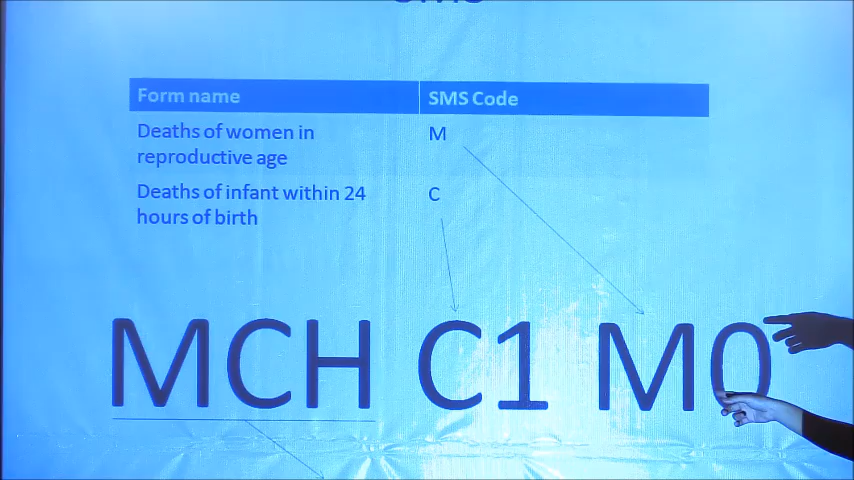 Form name SMS Code
Deaths of women in M
reproductive age
Deaths of infant within 24 C
hours of birth
MCH C1 M0